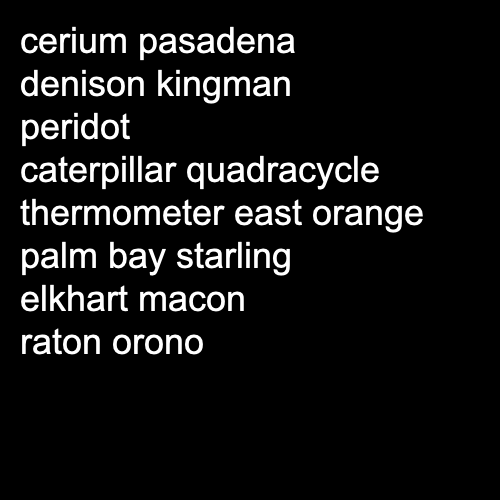 cerium pasadena
denison kingman
peridot
caterpillar quadracycle
thermometer east orange
palm bay starling
elkhart macon
raton orono